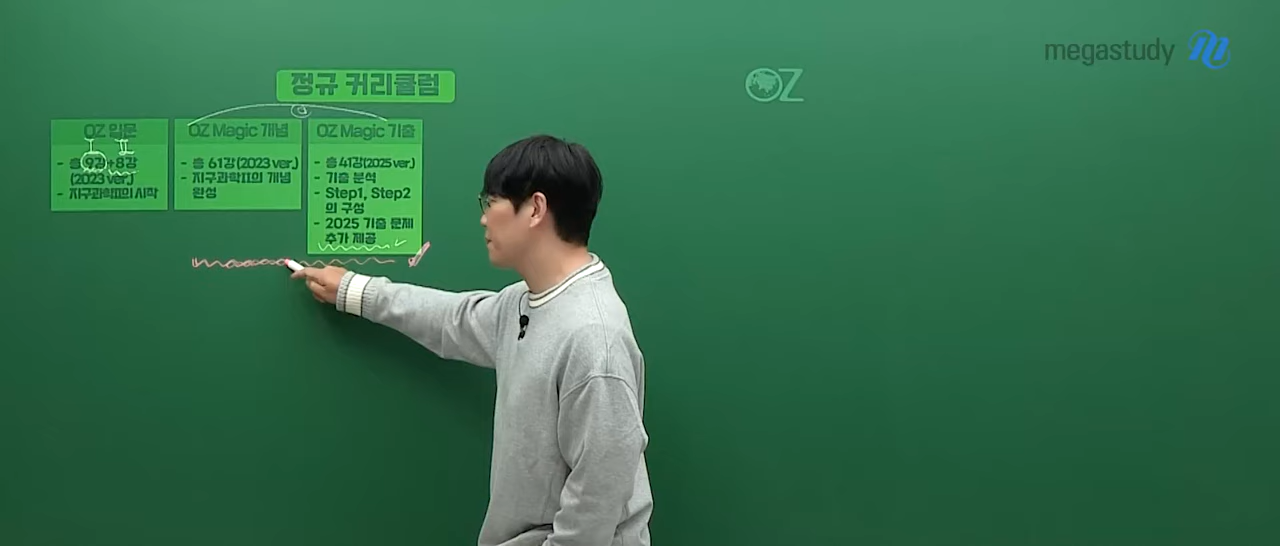 megastudy
정규 커리큘럼
OZ
OZ 입문
I II
- 총 9강+8강
(2023 ver.)
- 지구과학II의 시작
OZ Magic 개념
- 총 61강(2023 ver.)
- 지구과학II의 개념
완성
OZ Magic 기출
- 총 41강(2025 ver.)
- 기출 분석
- Step1, Step2
의 구성
- 2025 기출 문제
추가 제공